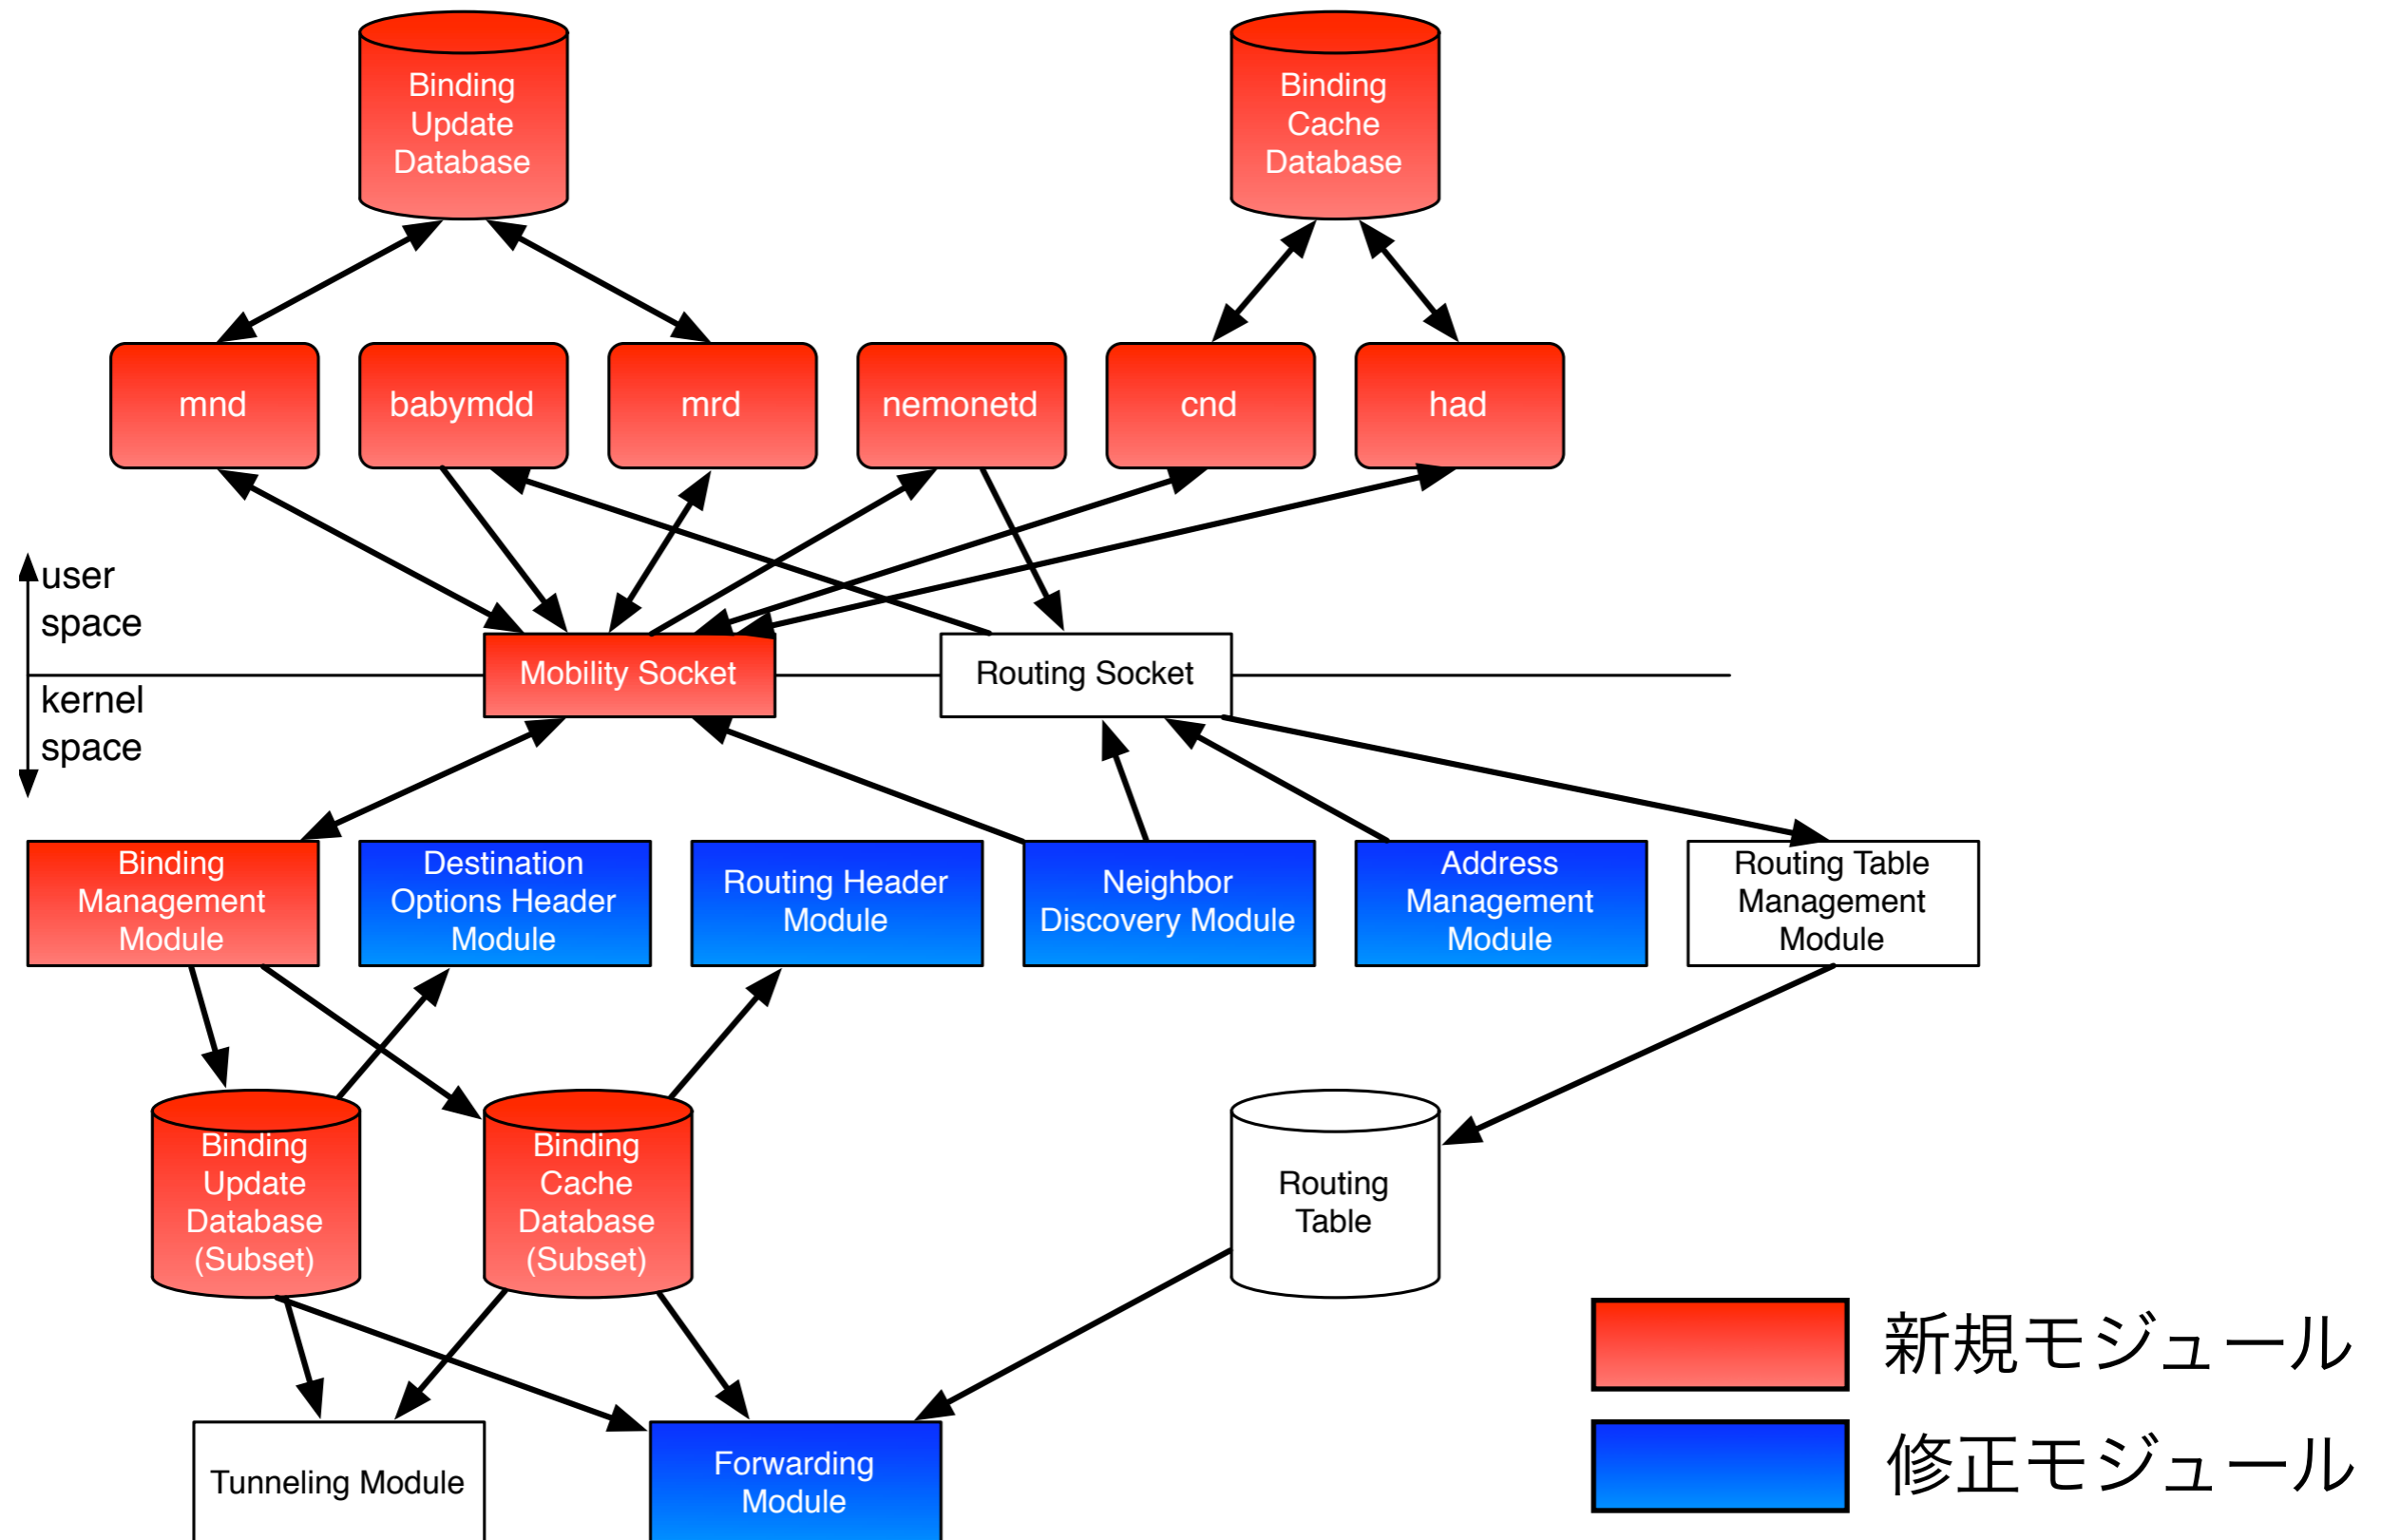 Binding
Update
Database
Binding
Cache
Database
mnd
babymdd
mrd
nemonetd
cnd
had
user
space
Mobility Socket
Routing Socket
kernel
space
Binding
Management
Module
Destination
Options Header
Module
Routing Header
Module
Neighbor
Discovery Module
Address
Management
Module
Routing Table
Management
Module
Binding
Update
Database
(Subset)
Binding
Cache
Database
(Subset)
Routing
Table
新規モジュール
修正モジュール
Tunneling Module
Forwarding
Module